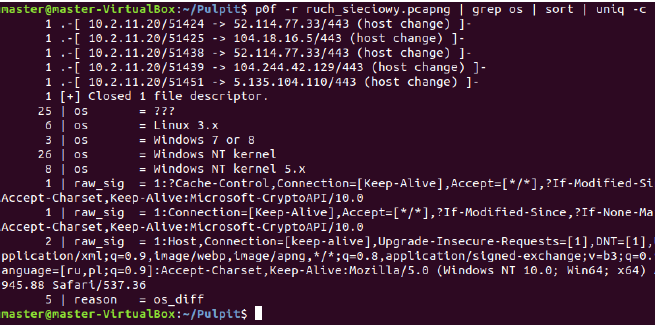 master@master-VirtualBox:~/Pulpit$ p0f -r ruch_sieciowy.pcapng | grep os | sort | uniq -c
1 .-[ 10.2.11.20/51424 -> 52.114.77.33/443 (host change) ]-
1 .-[ 10.2.11.20/51425 -> 104.18.16.5/443 (host change) ]-
1 .-[ 10.2.11.20/51438 -> 52.114.77.33/443 (host change) ]-
1 .-[ 10.2.11.20/51439 -> 104.244.42.129/443 (host change) ]-
1 .-[ 10.2.11.20/51451 -> 5.135.104.110/443 (host change) ]-
1 [+] Closed 1 file descriptor.
25 | os = ???
6 | os = Linux 3.x
3 | os = Windows 7 or 8
26 | os = Windows NT kernel
8 | os = Windows NT kernel 5.x
1 | raw_sig = 1:?Cache-Control,Connection=[Keep-Alive],Accept=[*/*],?If-Modified-Si
Accept-Charset,Keep-Alive:Microsoft-CryptoAPI/10.0
1 | raw_sig = 1:Connection=[Keep-Alive],Accept=[*/*],?If-Modified-Since,?If-None-Ma
Accept-Charset,Keep-Alive:Microsoft-CryptoAPI/10.0
2 | raw_sig = 1:Host,Connection=[keep-alive],Upgrade-Insecure-Requests=[1],DNT=[1],
pplication/xml;q=0.9,image/webp,image/apng,*/*;q=0.8,application/signed-exchange;v=b3;q=0.
anguage=[ru,pl;q=0.9]:Accept-Charset,Keep-Alive:Mozilla/5.0 (Windows NT 10.0; Win64; x64)
945.88 Safari/537.36
5 | reason = os_diff
master@master-VirtualBox:~/Pulpit$